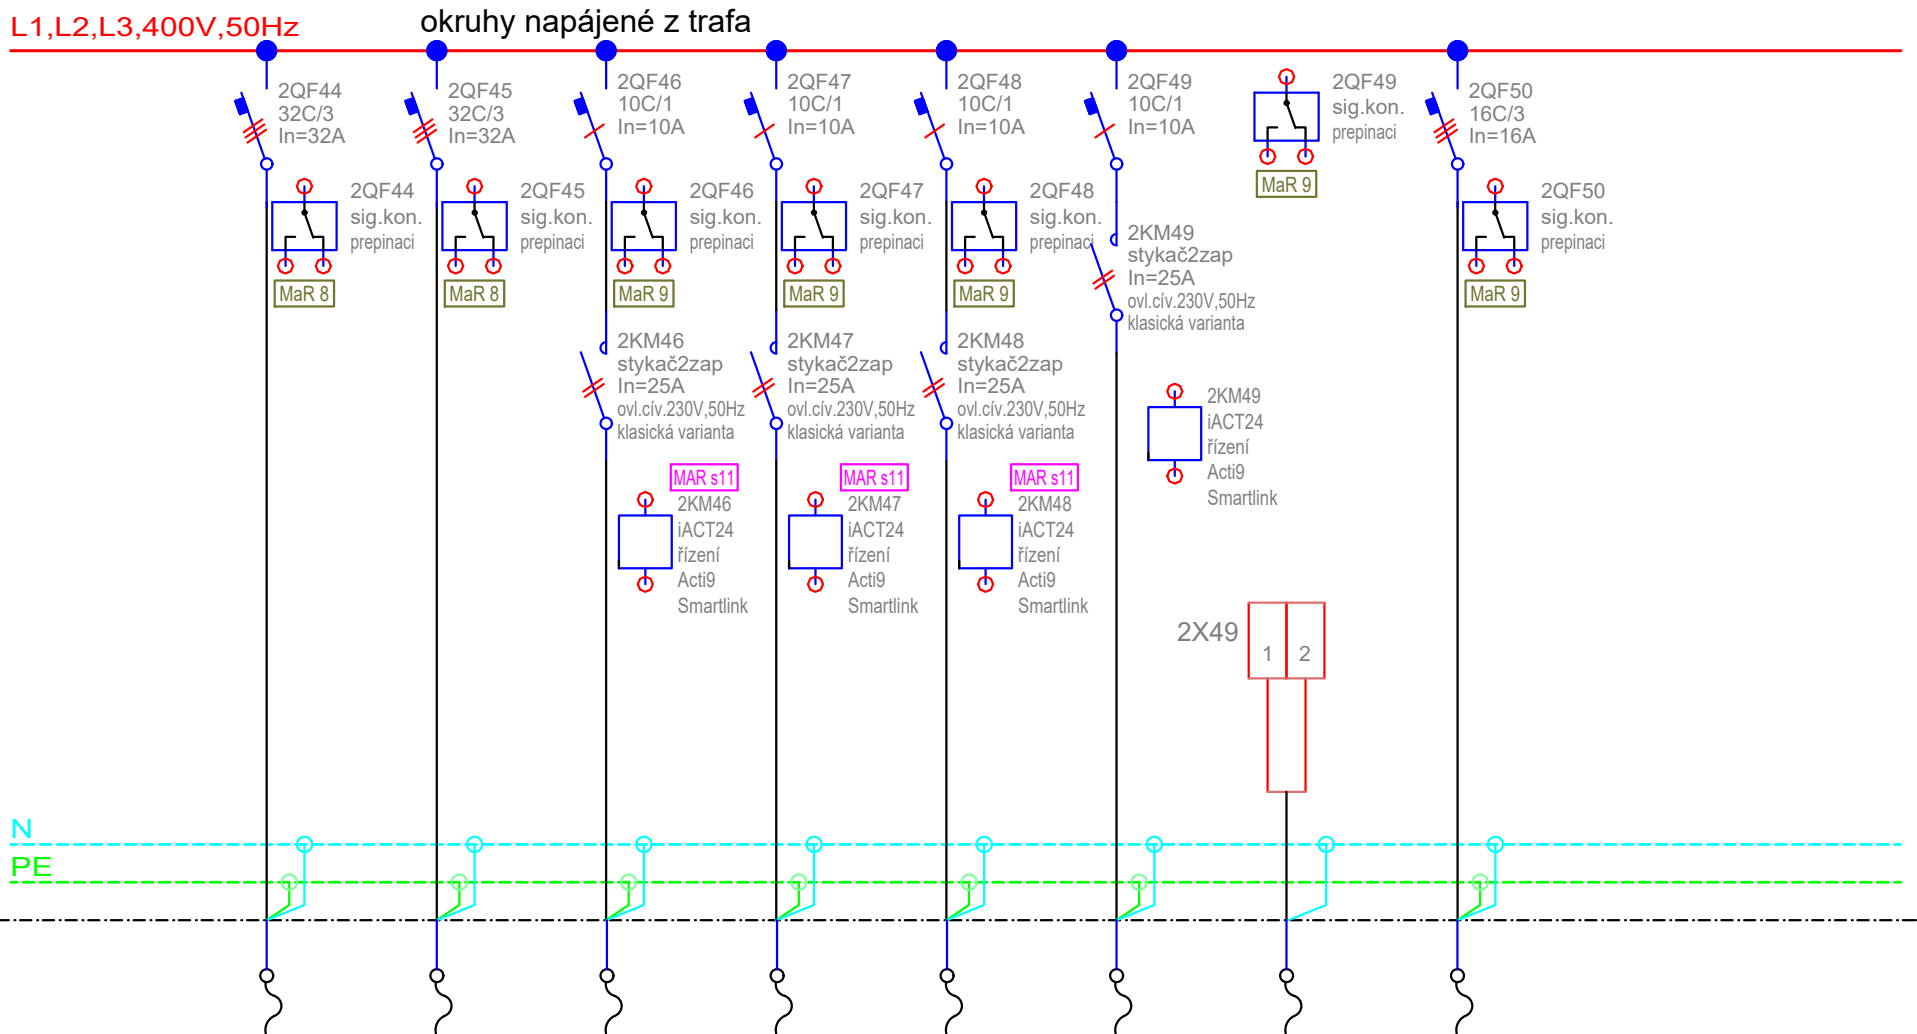 L1,L2,L3,400V,50Hz
okruhy napájené z trafa
2QF44
32C/3
In=32A
2QF45
32C/3
In=32A
2QF46
10C/1
In=10A
2QF47
10C/1
In=10A
2QF48
10C/1
In=10A
2QF49
10C/1
In=10A
2QF49
sig.kon.
prepinaci
MaR 9
2QF50
16C/3
In=16A
2QF44
sig.kon.
prepinaci
MaR 8
2QF45
sig.kon.
prepinaci
MaR 8
2QF46
sig.kon.
prepinaci
MaR 9
2QF47
sig.kon.
prepinaci
MaR 9
2QF48
sig.kon.
prepinaci
MaR 9
2KM49
stykač2zap
In=25A
ovl.cív.230V,50Hz
klasická varianta
2QF50
sig.kon.
prepinaci
MaR 9
2KM46
stykač2zap
In=25A
ovl.cív.230V,50Hz
klasická varianta
2KM47
stykač2zap
In=25A
ovl.cív.230V,50Hz
klasická varianta
2KM48
stykač2zap
In=25A
ovl.cív.230V,50Hz
klasická varianta
2KM49
iACT24
řízení
Acti9
Smartlink
MAR s11
2KM46
iACT24
řízení
Acti9
Smartlink
MAR s11
2KM47
iACT24
řízení
Acti9
Smartlink
MAR s11
2KM48
iACT24
řízení
Acti9
Smartlink
2X49
1 2
N
PE